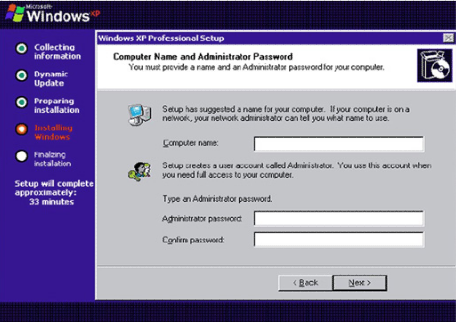 Microsoft
Windows XP
Collecting
information
Dynamic
Update
Preparing
installation
Installing
Windows
Finalizing
installation
Setup will complete
approximately:
33 minutes
Windows XP Professional Setup
Computer Name and Administrator Password
You must provide a name and an Administrator password for your computer.
Setup has suggested a name for your computer. If your computer is on a
network, your network administrator can tell you what name to use.
Computer name:
Setup creates a user account called Administrator. You use this account when
you need full access to your computer.
Type an Administrator password.
Administrator password:
Confirm password:
< Back
Next >